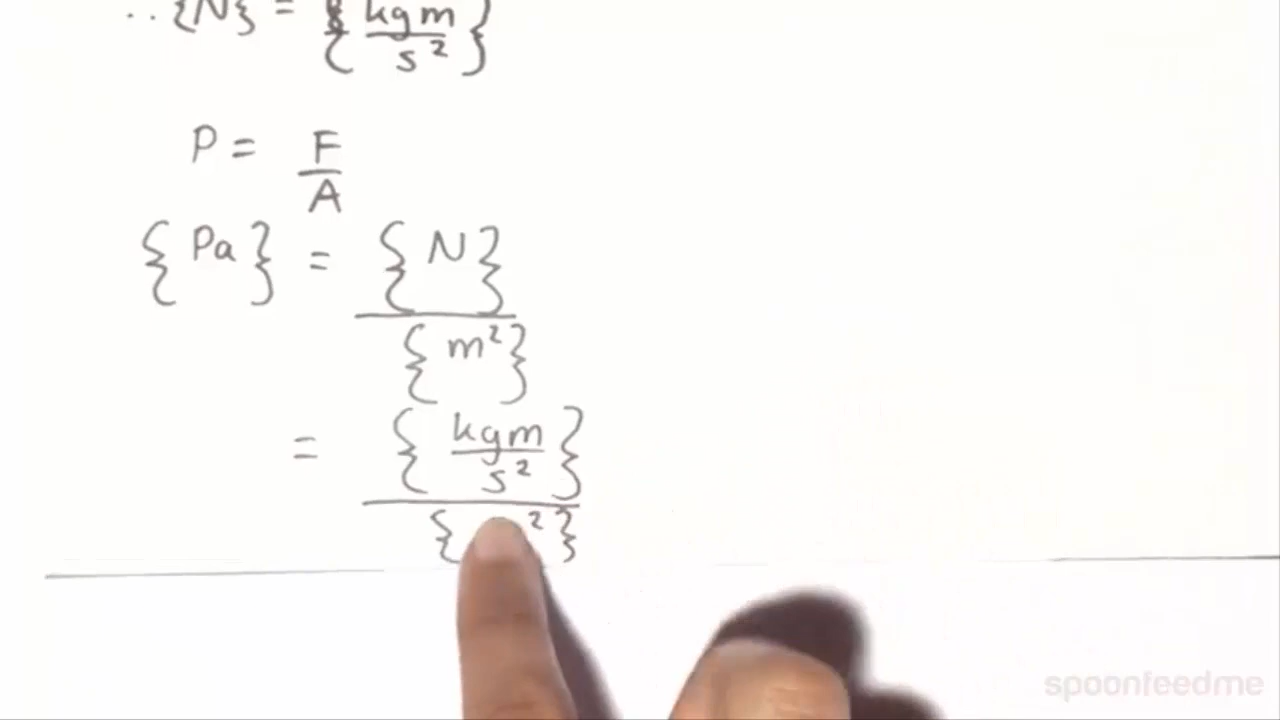 ∴ {N} = {kgm/s²}
P = F/A
{Pa} = {N}/{m²}
= {kgm/s²}/{ ²}
spoonfeedme